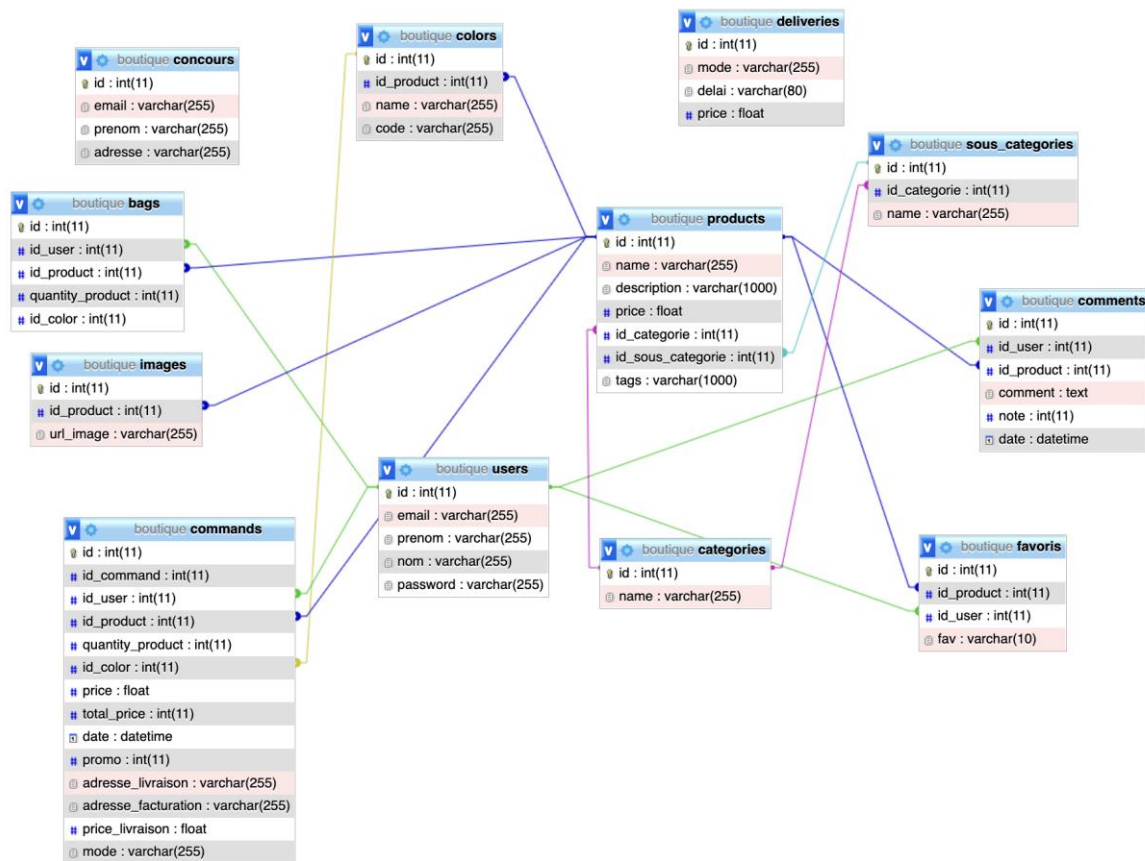 boutique concours
id : int(11)
email : varchar(255)
prenom : varchar(255)
adresse : varchar(255)
boutique colors
id : int(11)
id_product : int(11)
name : varchar(255)
code : varchar(255)
boutique deliveries
id : int(11)
mode : varchar(255)
delai : varchar(80)
price : float
boutique sous_categories
id : int(11)
id_categorie : int(11)
name : varchar(255)
boutique bags
id : int(11)
id_user : int(11)
id_product : int(11)
quantity_product : int(11)
id_color : int(11)
boutique products
id : int(11)
name : varchar(255)
description : varchar(1000)
price : float
id_categorie : int(11)
id_sous_categorie : int(11)
tags : varchar(1000)
boutique comments
id : int(11)
id_user : int(11)
id_product : int(11)
comment : text
note : int(11)
date : datetime
boutique images
id : int(11)
id_product : int(11)
url_image : varchar(255)
boutique users
id : int(11)
email : varchar(255)
prenom : varchar(255)
nom : varchar(255)
password : varchar(255)
boutique commands
id : int(11)
id_command : int(11)
id_user : int(11)
id_product : int(11)
quantity_product : int(11)
id_color : int(11)
price : float
total_price : int(11)
date : datetime
promo : int(11)
adresse_livraison : varchar(255)
adresse_facturation : varchar(255)
price_livraison : float
mode : varchar(255)
boutique categories
id : int(11)
name : varchar(255)
boutique favoris
id : int(11)
id_product : int(11)
id_user : int(11)
fav : varchar(10)